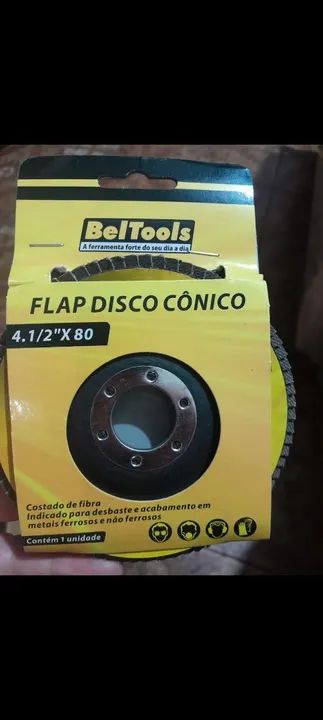 BelTools
A ferramenta forte do seu dia a dia
FLAP DISCO CÔNICO
4.1/2"X 80
Costado de fibra
Indicado para desbaste e acabamento em
metais ferrosos e não ferrosos
Contém 1 unidade